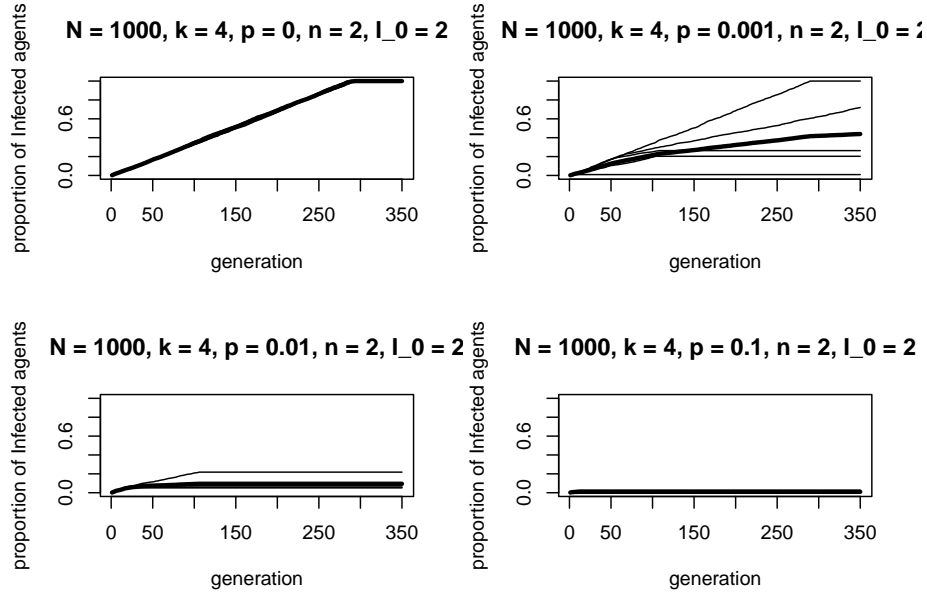 N = 1000, k = 4, p = 0, n = 2, I_0 = 2
proportion of Infected agents
0.0 0.6
0 50 150 250 350
generation
N = 1000, k = 4, p = 0.001, n = 2, I_0 = 2
proportion of Infected agents
0.0 0.6
0 50 150 250 350
generation
N = 1000, k = 4, p = 0.01, n = 2, I_0 = 2
proportion of Infected agents
0.0 0.6
0 50 150 250 350
generation
N = 1000, k = 4, p = 0.1, n = 2, I_0 = 2
proportion of Infected agents
0.0 0.6
0 50 150 250 350
generation